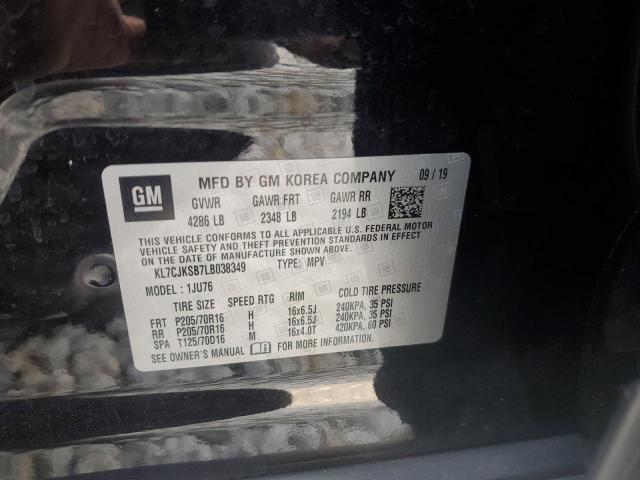 GM
MFD BY GM KOREA COMPANY 09 / 19
GVWR GAWR FRT GAWR RR
4286 LB 2348 LB 2194 LB
THIS VEHICLE CONFORMS TO ALL APPLICABLE U.S. FEDERAL MOTOR
VEHICLE SAFETY AND THEFT PREVENTION STANDARDS IN EFFECT
ON THE DATE OF MANUFACTURE SHOWN ABOVE.
KL7CJKSB7LB038349 TYPE: MPV
MODEL : 1JU76
TIRE SIZE SPEED RTG RIM COLD TIRE PRESSURE
FRT P205/70R16 H 16x6.5J 240KPA, 35 PSI
RR P205/70R16 H 16x6.5J 240KPA, 35 PSI
SPA T125/70D16 M 16x4.0T 420KPA, 60 PSI
SEE OWNER'S MANUAL FOR MORE INFORMATION.